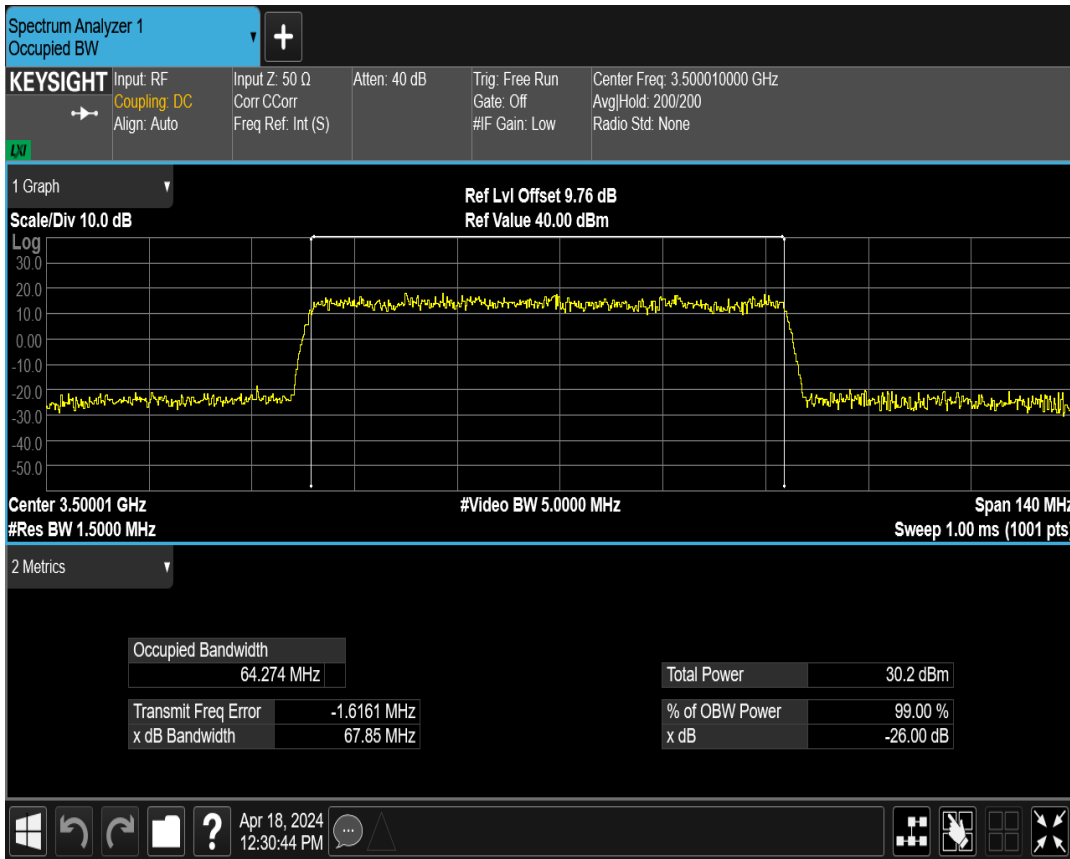 Spectrum Analyzer 1
Occupied BW
+
KEYSIGHT
LXI
Input: RF
Coupling: DC
Align: Auto
Input Z: 50 Ω
Corr CCorr
Freq Ref: Int (S)
Atten: 40 dB
Trig: Free Run
Gate: Off
#IF Gain: Low
Center Freq: 3.500010000 GHz
Avg|Hold: 200/200
Radio Std: None
1 Graph
Scale/Div 10.0 dB
Ref Lvl Offset 9.76 dB
Ref Value 40.00 dBm
Log
30.0
20.0
10.0
0.00
-10.0
-20.0
-30.0
-40.0
-50.0
Center 3.50001 GHz
#Video BW 5.0000 MHz
Span 140 MHz
#Res BW 1.5000 MHz
Sweep 1.00 ms (1001 pts)
2 Metrics
Occupied Bandwidth
64.274 MHz
Transmit Freq Error -1.6161 MHz
x dB Bandwidth 67.85 MHz
Total Power 30.2 dBm
% of OBW Power 99.00 %
x dB -26.00 dB
?
Apr 18, 2024
12:30:44 PM